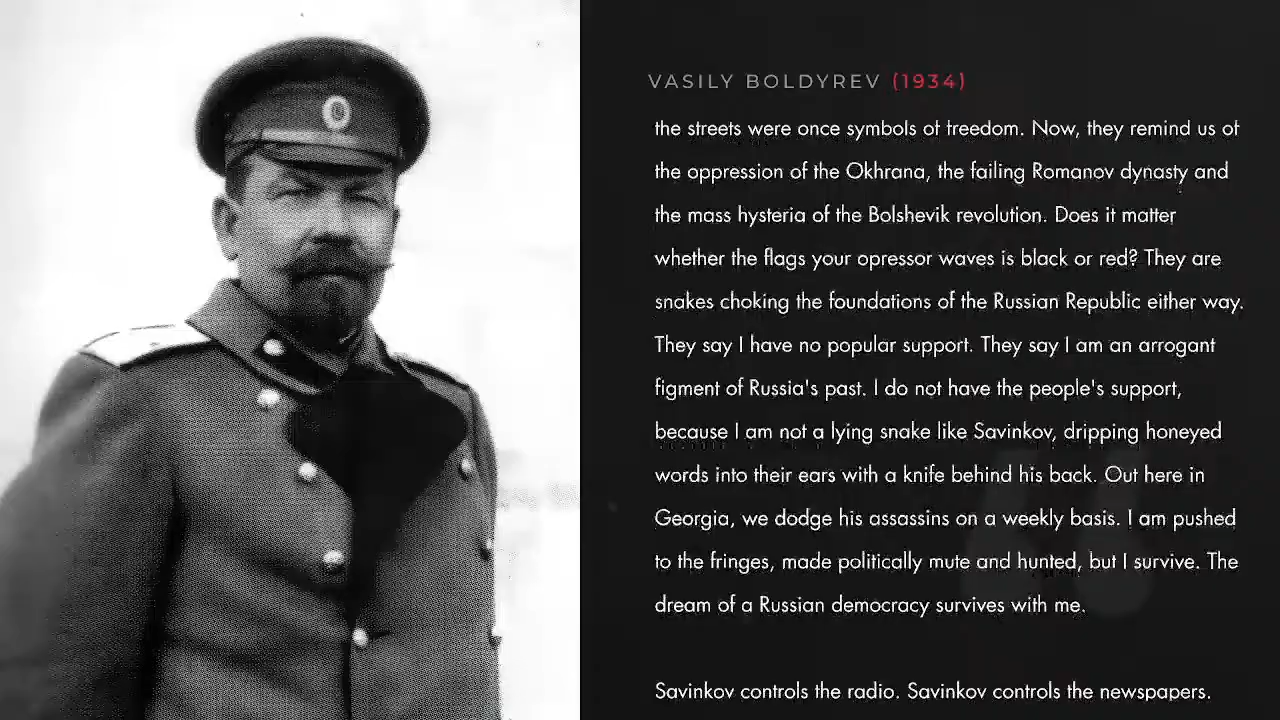 VASILY BOLDYREV (1934)
the streets were once symbols of freedom. Now, they remind us of
the oppression of the Okhrana, the failing Romanov dynasty and
the mass hysteria of the Bolshevik revolution. Does it matter
whether the flags your opressor waves is black or red? They are
snakes choking the foundations of the Russian Republic either way.
They say I have no popular support. They say I am an arrogant
figment of Russia's past. I do not have the people's support,
because I am not a lying snake like Savinkov, dripping honeyed
words into their ears with a knife behind his back. Out here in
Georgia, we dodge his assassins on a weekly basis. I am pushed
to the fringes, made politically mute and hunted, but I survive. The
dream of a Russian democracy survives with me.
Savinkov controls the radio. Savinkov controls the newspapers.